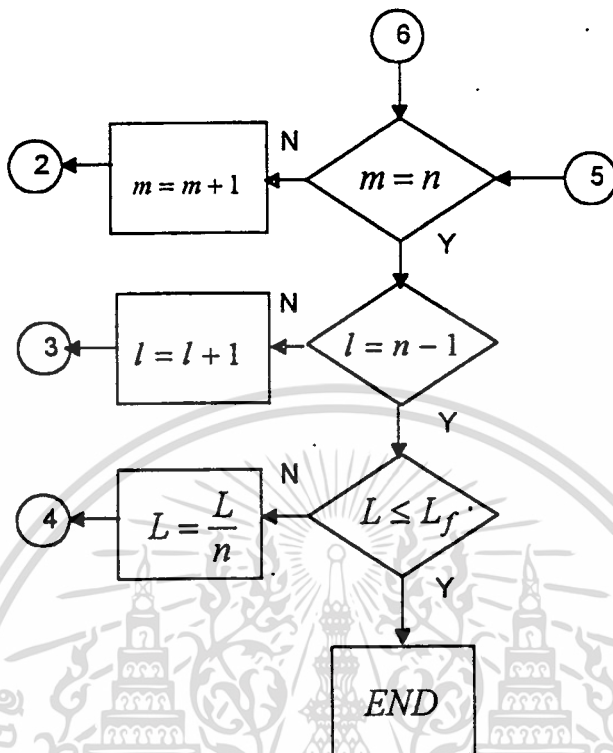 6
N
2
m = m + 1
m = n
5
Y
N
3
l = l + 1
l = n - 1
Y
N
4
L = L/n
L ≤ L_f
Y
END